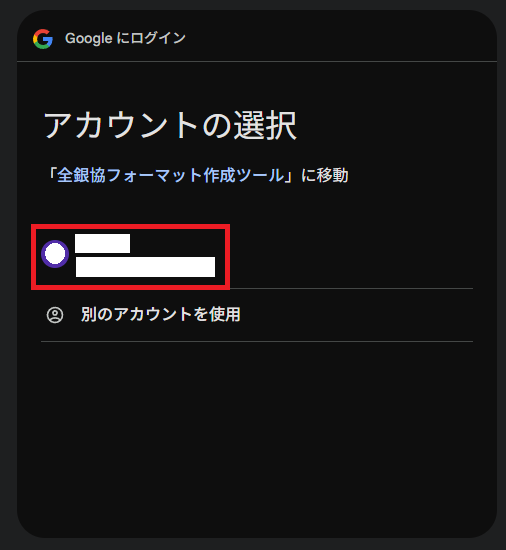 Google にログイン
アカウントの選択
「全銀協フォーマット作成ツール」に移動
別のアカウントを使用